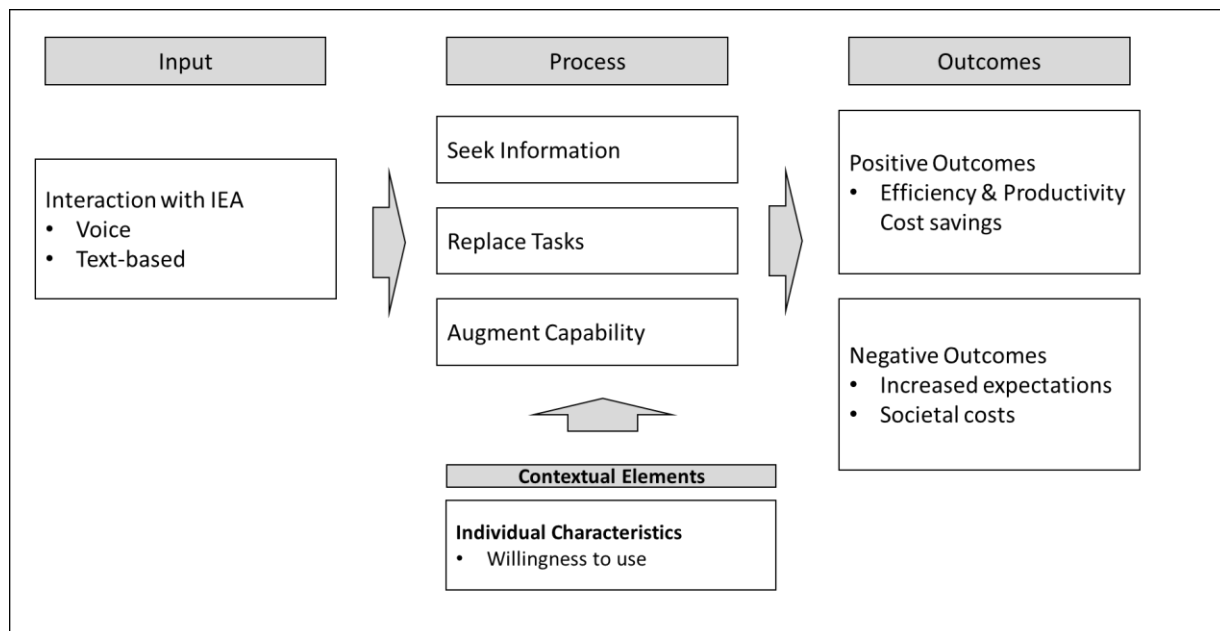 Input
Process
Outcomes
Interaction with IEA
• Voice
• Text-based
Seek Information
Replace Tasks
Augment Capability
Positive Outcomes
• Efficiency & Productivity
Cost savings
Negative Outcomes
• Increased expectations
• Societal costs
Contextual Elements
Individual Characteristics
• Willingness to use